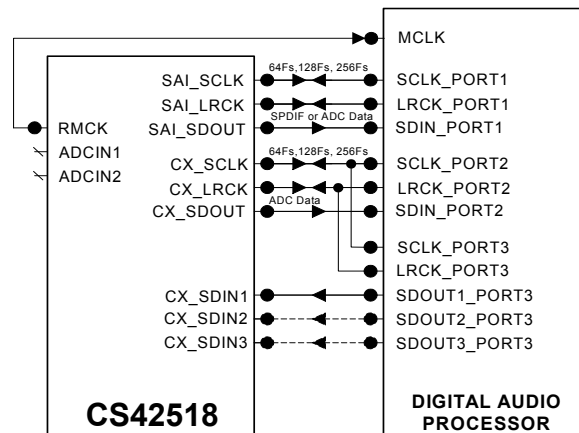 MCLK
64Fs,128Fs, 256Fs
SAI_SCLK
SCLK_PORT1
SAI_LRCK
LRCK_PORT1
SPDIF or ADC Data
RMCK
SAI_SDOUT
SDIN_PORT1
ADCIN1
64Fs,128Fs, 256Fs
CX_SCLK
SCLK_PORT2
ADCIN2
CX_LRCK
LRCK_PORT2
ADC Data
CX_SDOUT
SDIN_PORT2
SCLK_PORT3
LRCK_PORT3
CX_SDIN1
SDOUT1_PORT3
CX_SDIN2
SDOUT2_PORT3
CX_SDIN3
SDOUT3_PORT3
CS42518
DIGITAL AUDIO
PROCESSOR